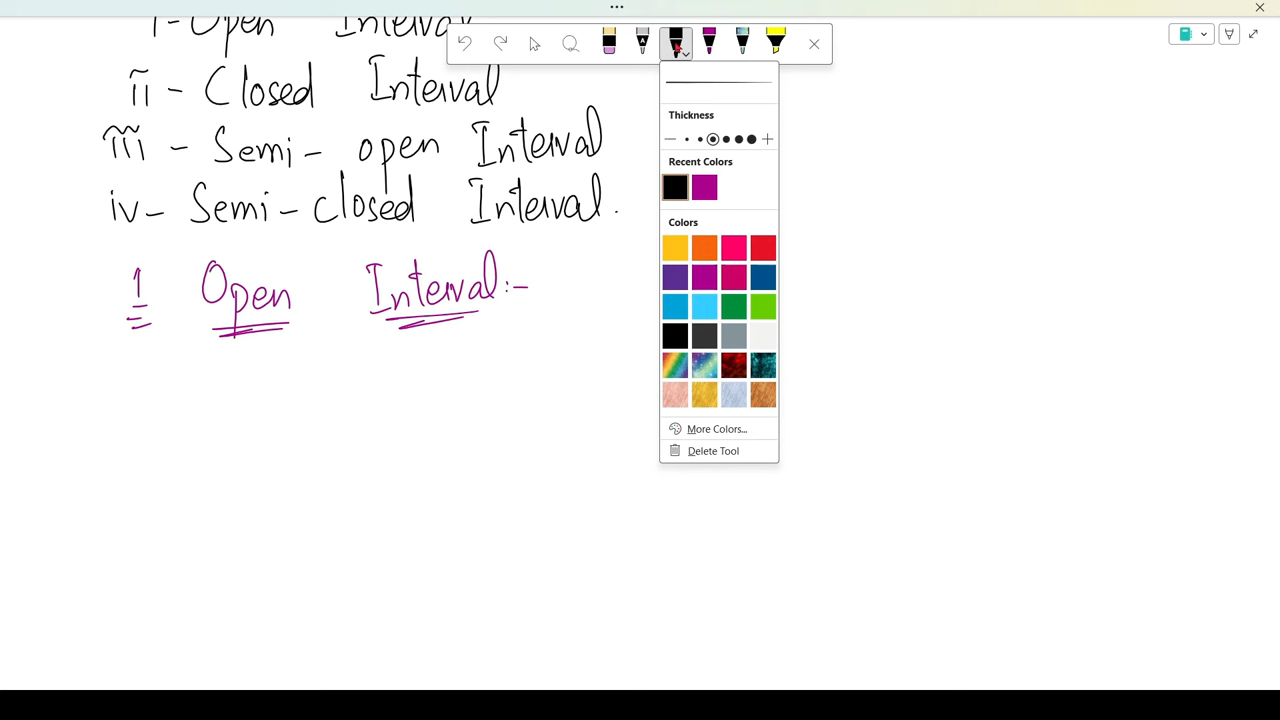 i-Open Interval
ii - Closed Interval
iii - Semi - open Interval
iv- Semi-closed Interval.
1 Open Interval:-
Thickness
Recent Colors
Colors
More Colors...
Delete Tool